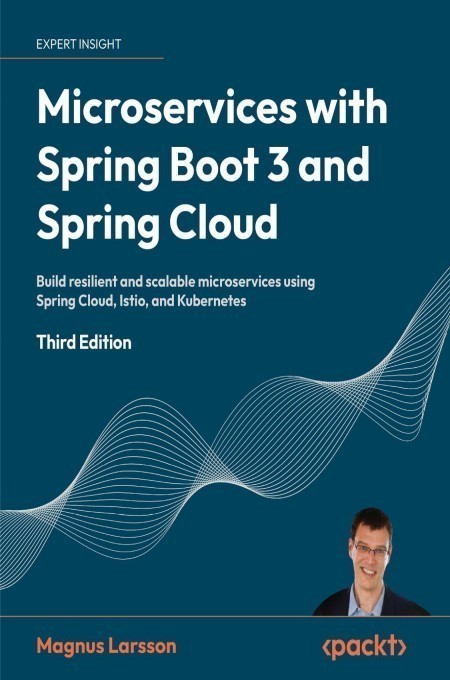 EXPERT INSIGHT
Microservices with
Spring Boot 3 and
Spring Cloud
Build resilient and scalable microservices using
Spring Cloud, Istio, and Kubernetes
Third Edition
Magnus Larsson
<packt>